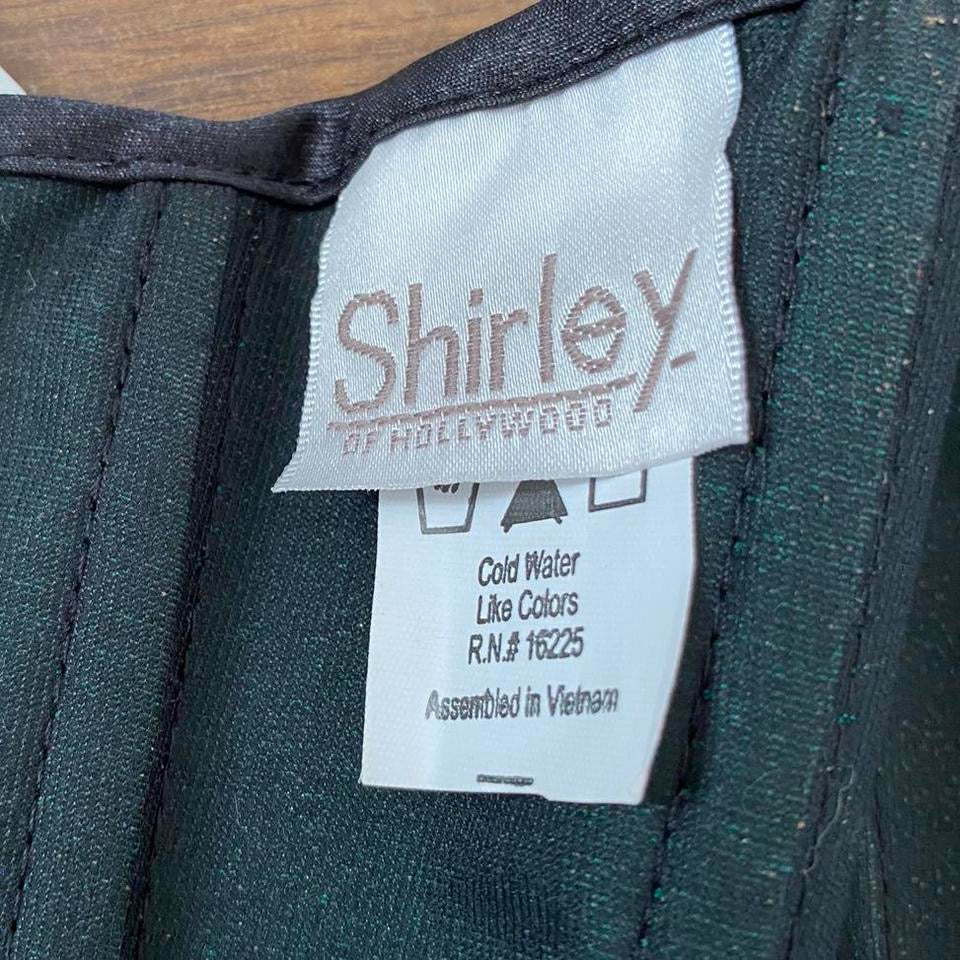 Shirley
OF HOLLYWOOD
Cold Water
Like Colors
R.N.# 16225
Assembled in Vietnam